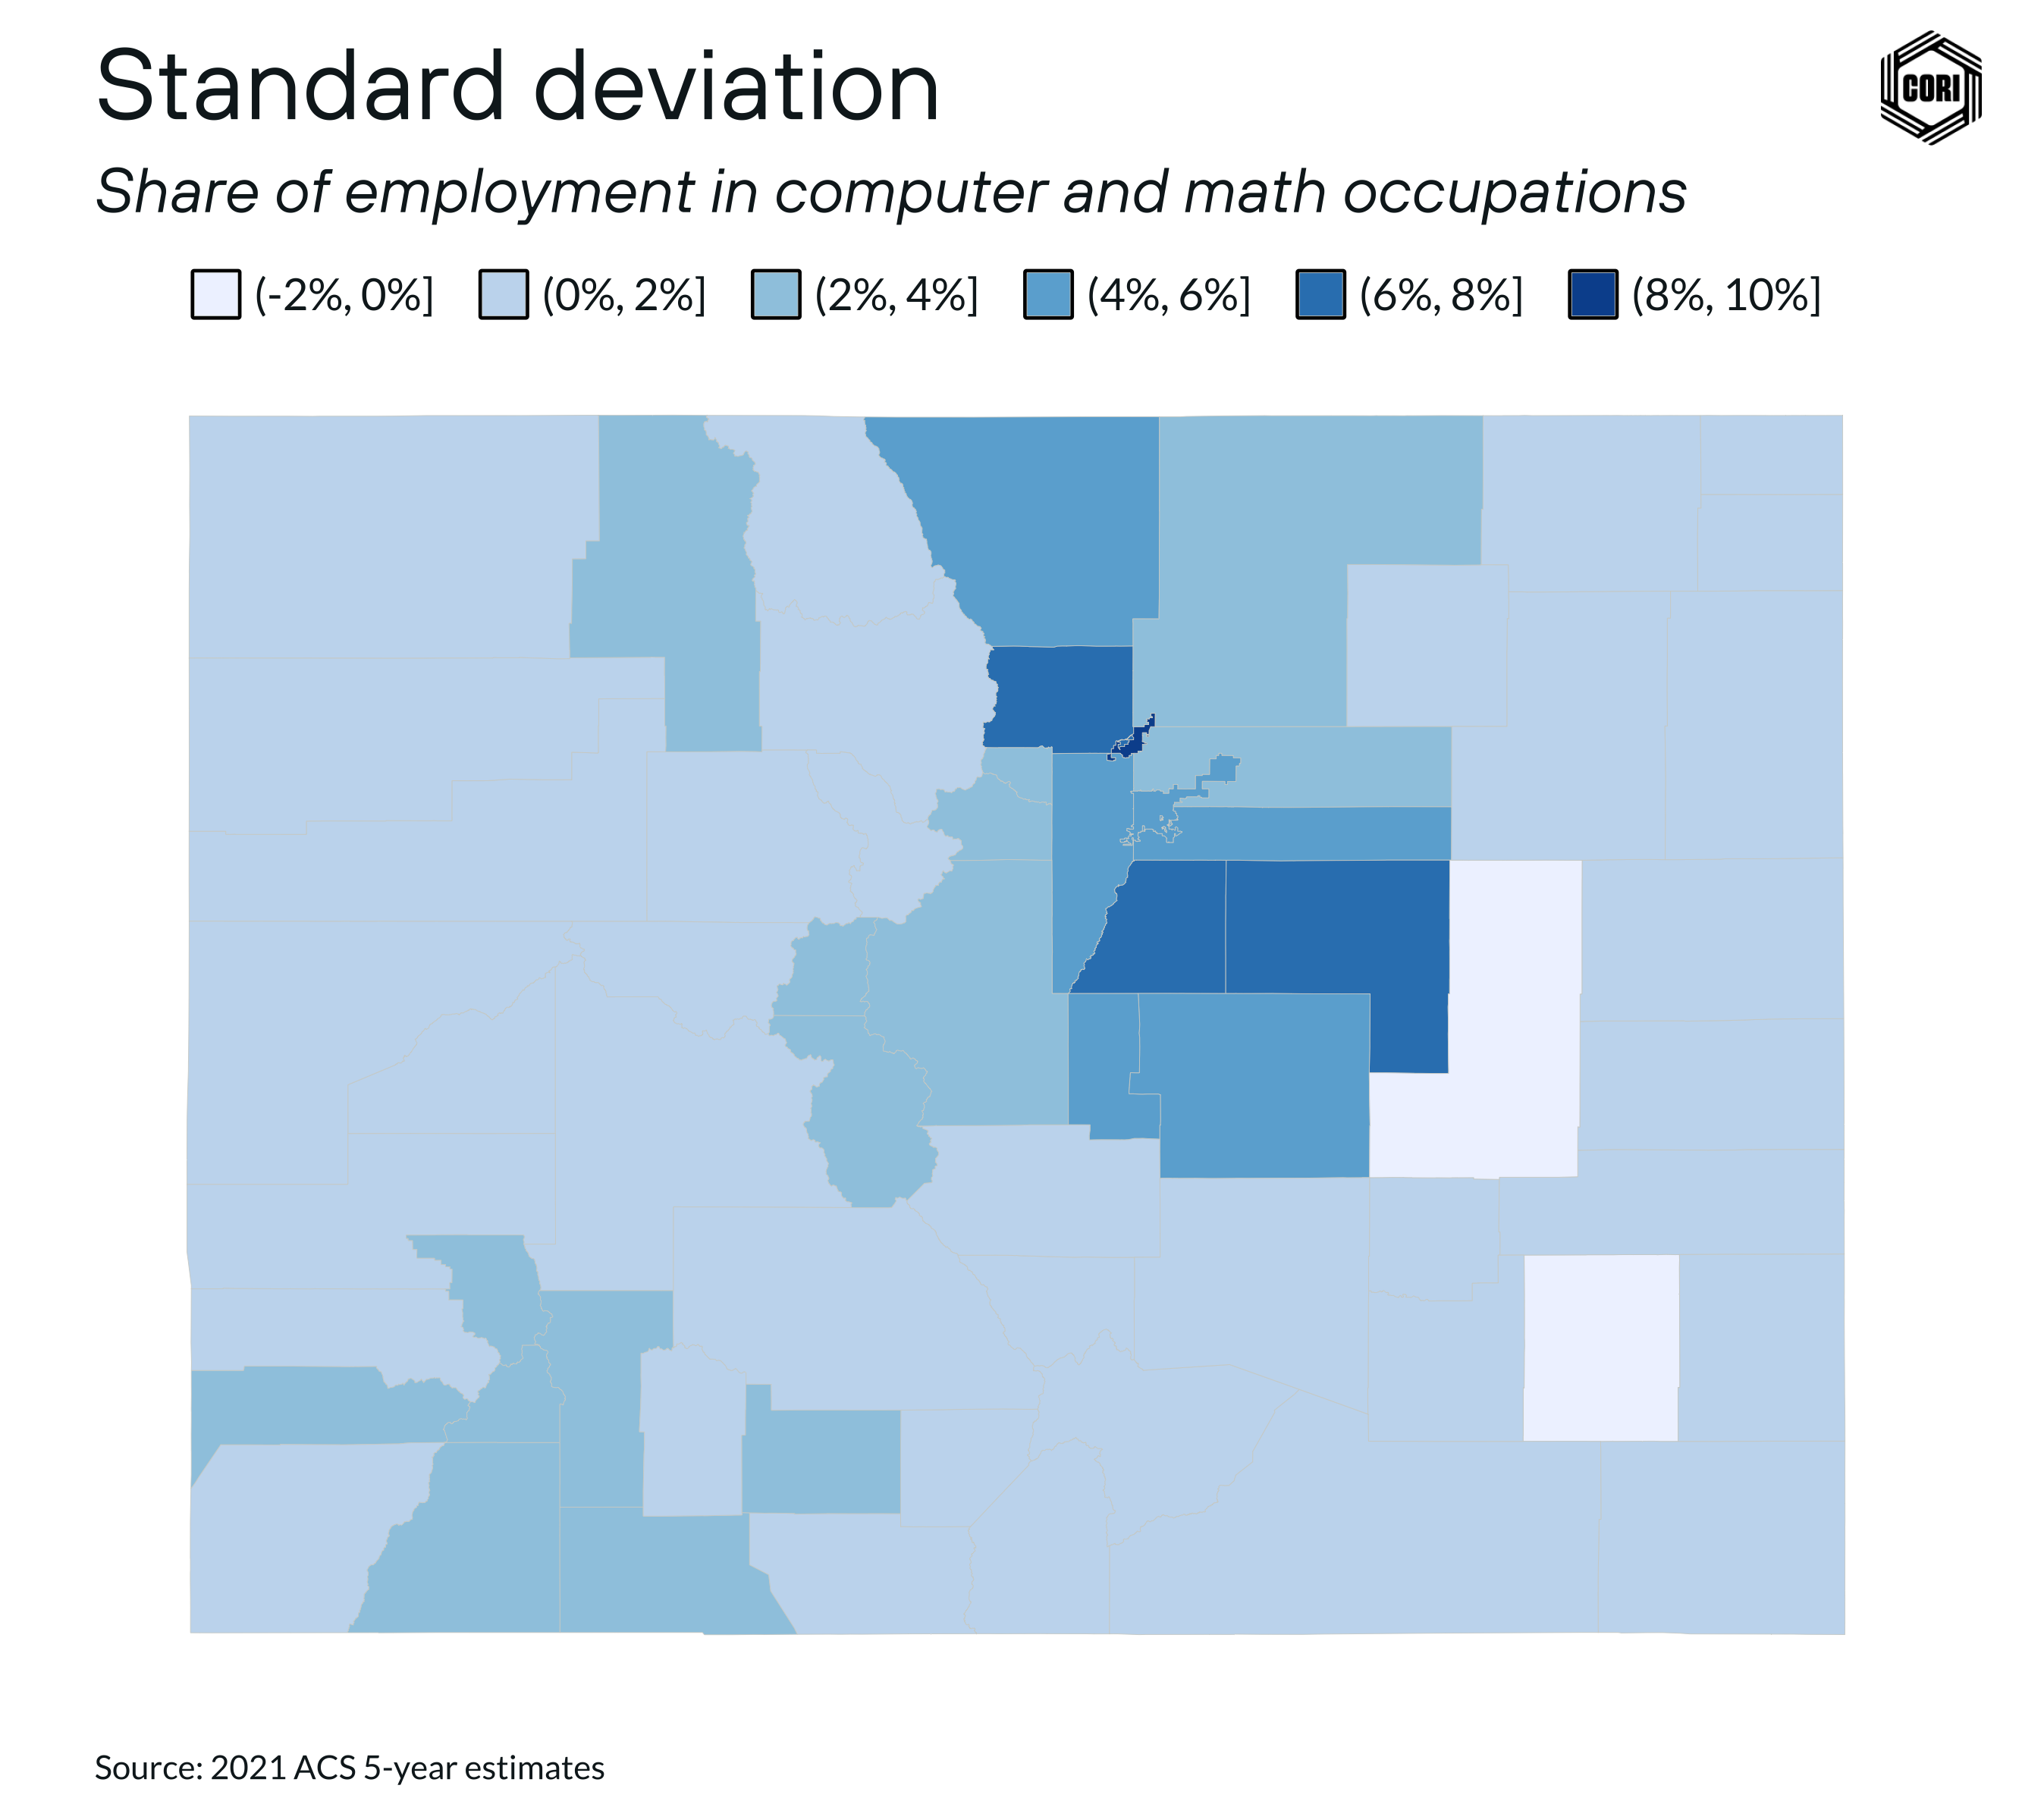 Standard deviation
CORI
Share of employment in computer and math occupations
(-2%, 0%] (0%, 2%] (2%, 4%] (4%, 6%] (6%, 8%] (8%, 10%]
Source: 2021 ACS 5-year estimates